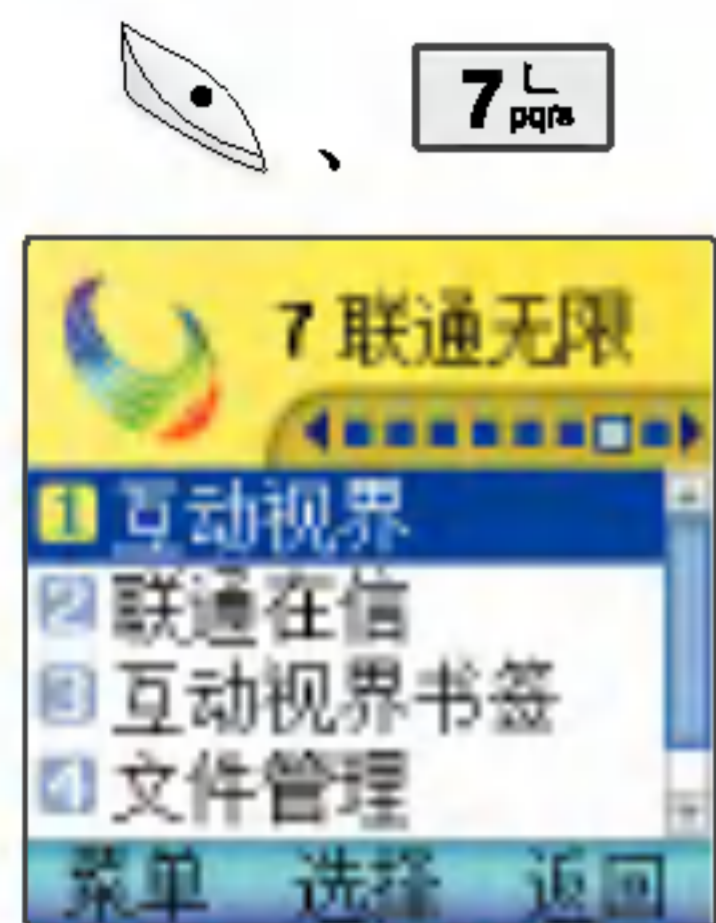 、 7 pqrs
7 联通无限
1 互动视界
2 联通在信
3 互动视界书签
4 文件管理
菜单 选择 返回